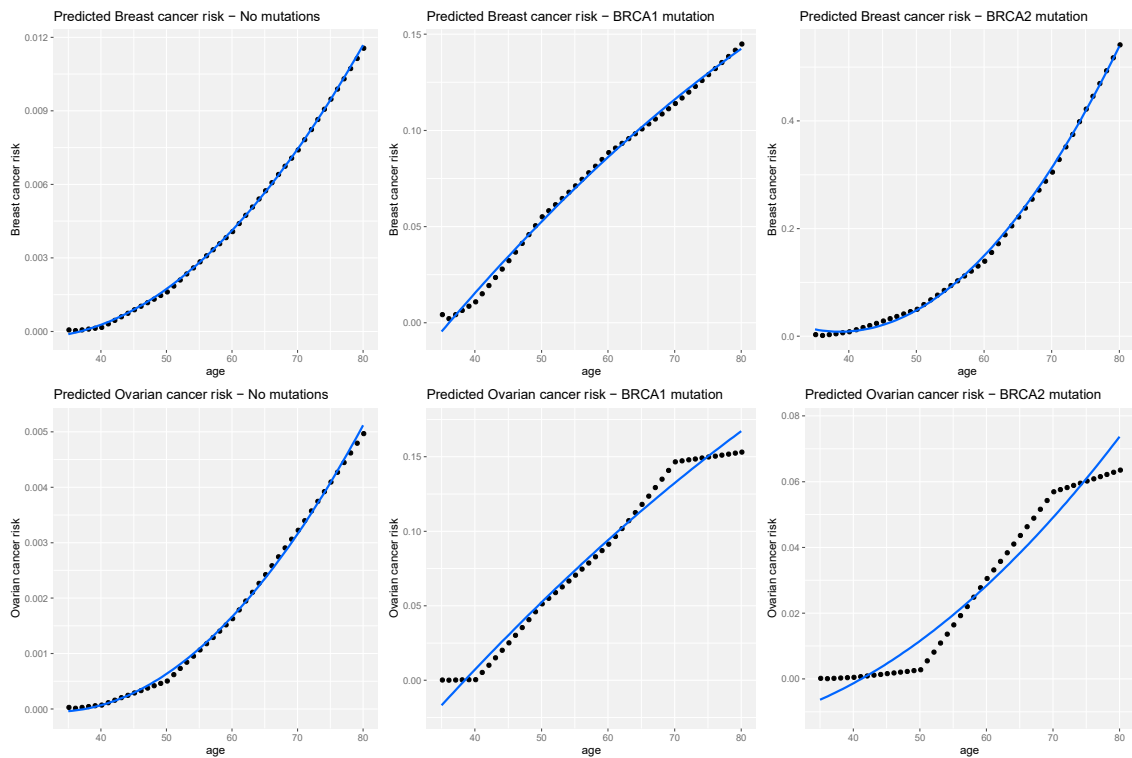 Predicted Breast cancer risk − No mutations
Predicted Breast cancer risk − BRCA1 mutation
Predicted Breast cancer risk − BRCA2 mutation
Breast cancer risk
0.012
0.009
0.006
0.003
0.000
40 50 60 70 80
age
Breast cancer risk
0.15
0.10
0.05
0.00
40 50 60 70 80
age
Breast cancer risk
0.4
0.2
0.0
40 50 60 70 80
age
Predicted Ovarian cancer risk − No mutations
Predicted Ovarian cancer risk − BRCA1 mutation
Predicted Ovarian cancer risk − BRCA2 mutation
Ovarian cancer risk
0.005
0.004
0.003
0.002
0.001
0.000
40 50 60 70 80
age
Ovarian cancer risk
0.15
0.10
0.05
0.00
40 50 60 70 80
age
Ovarian cancer risk
0.08
0.06
0.04
0.02
0.00
40 50 60 70 80
age